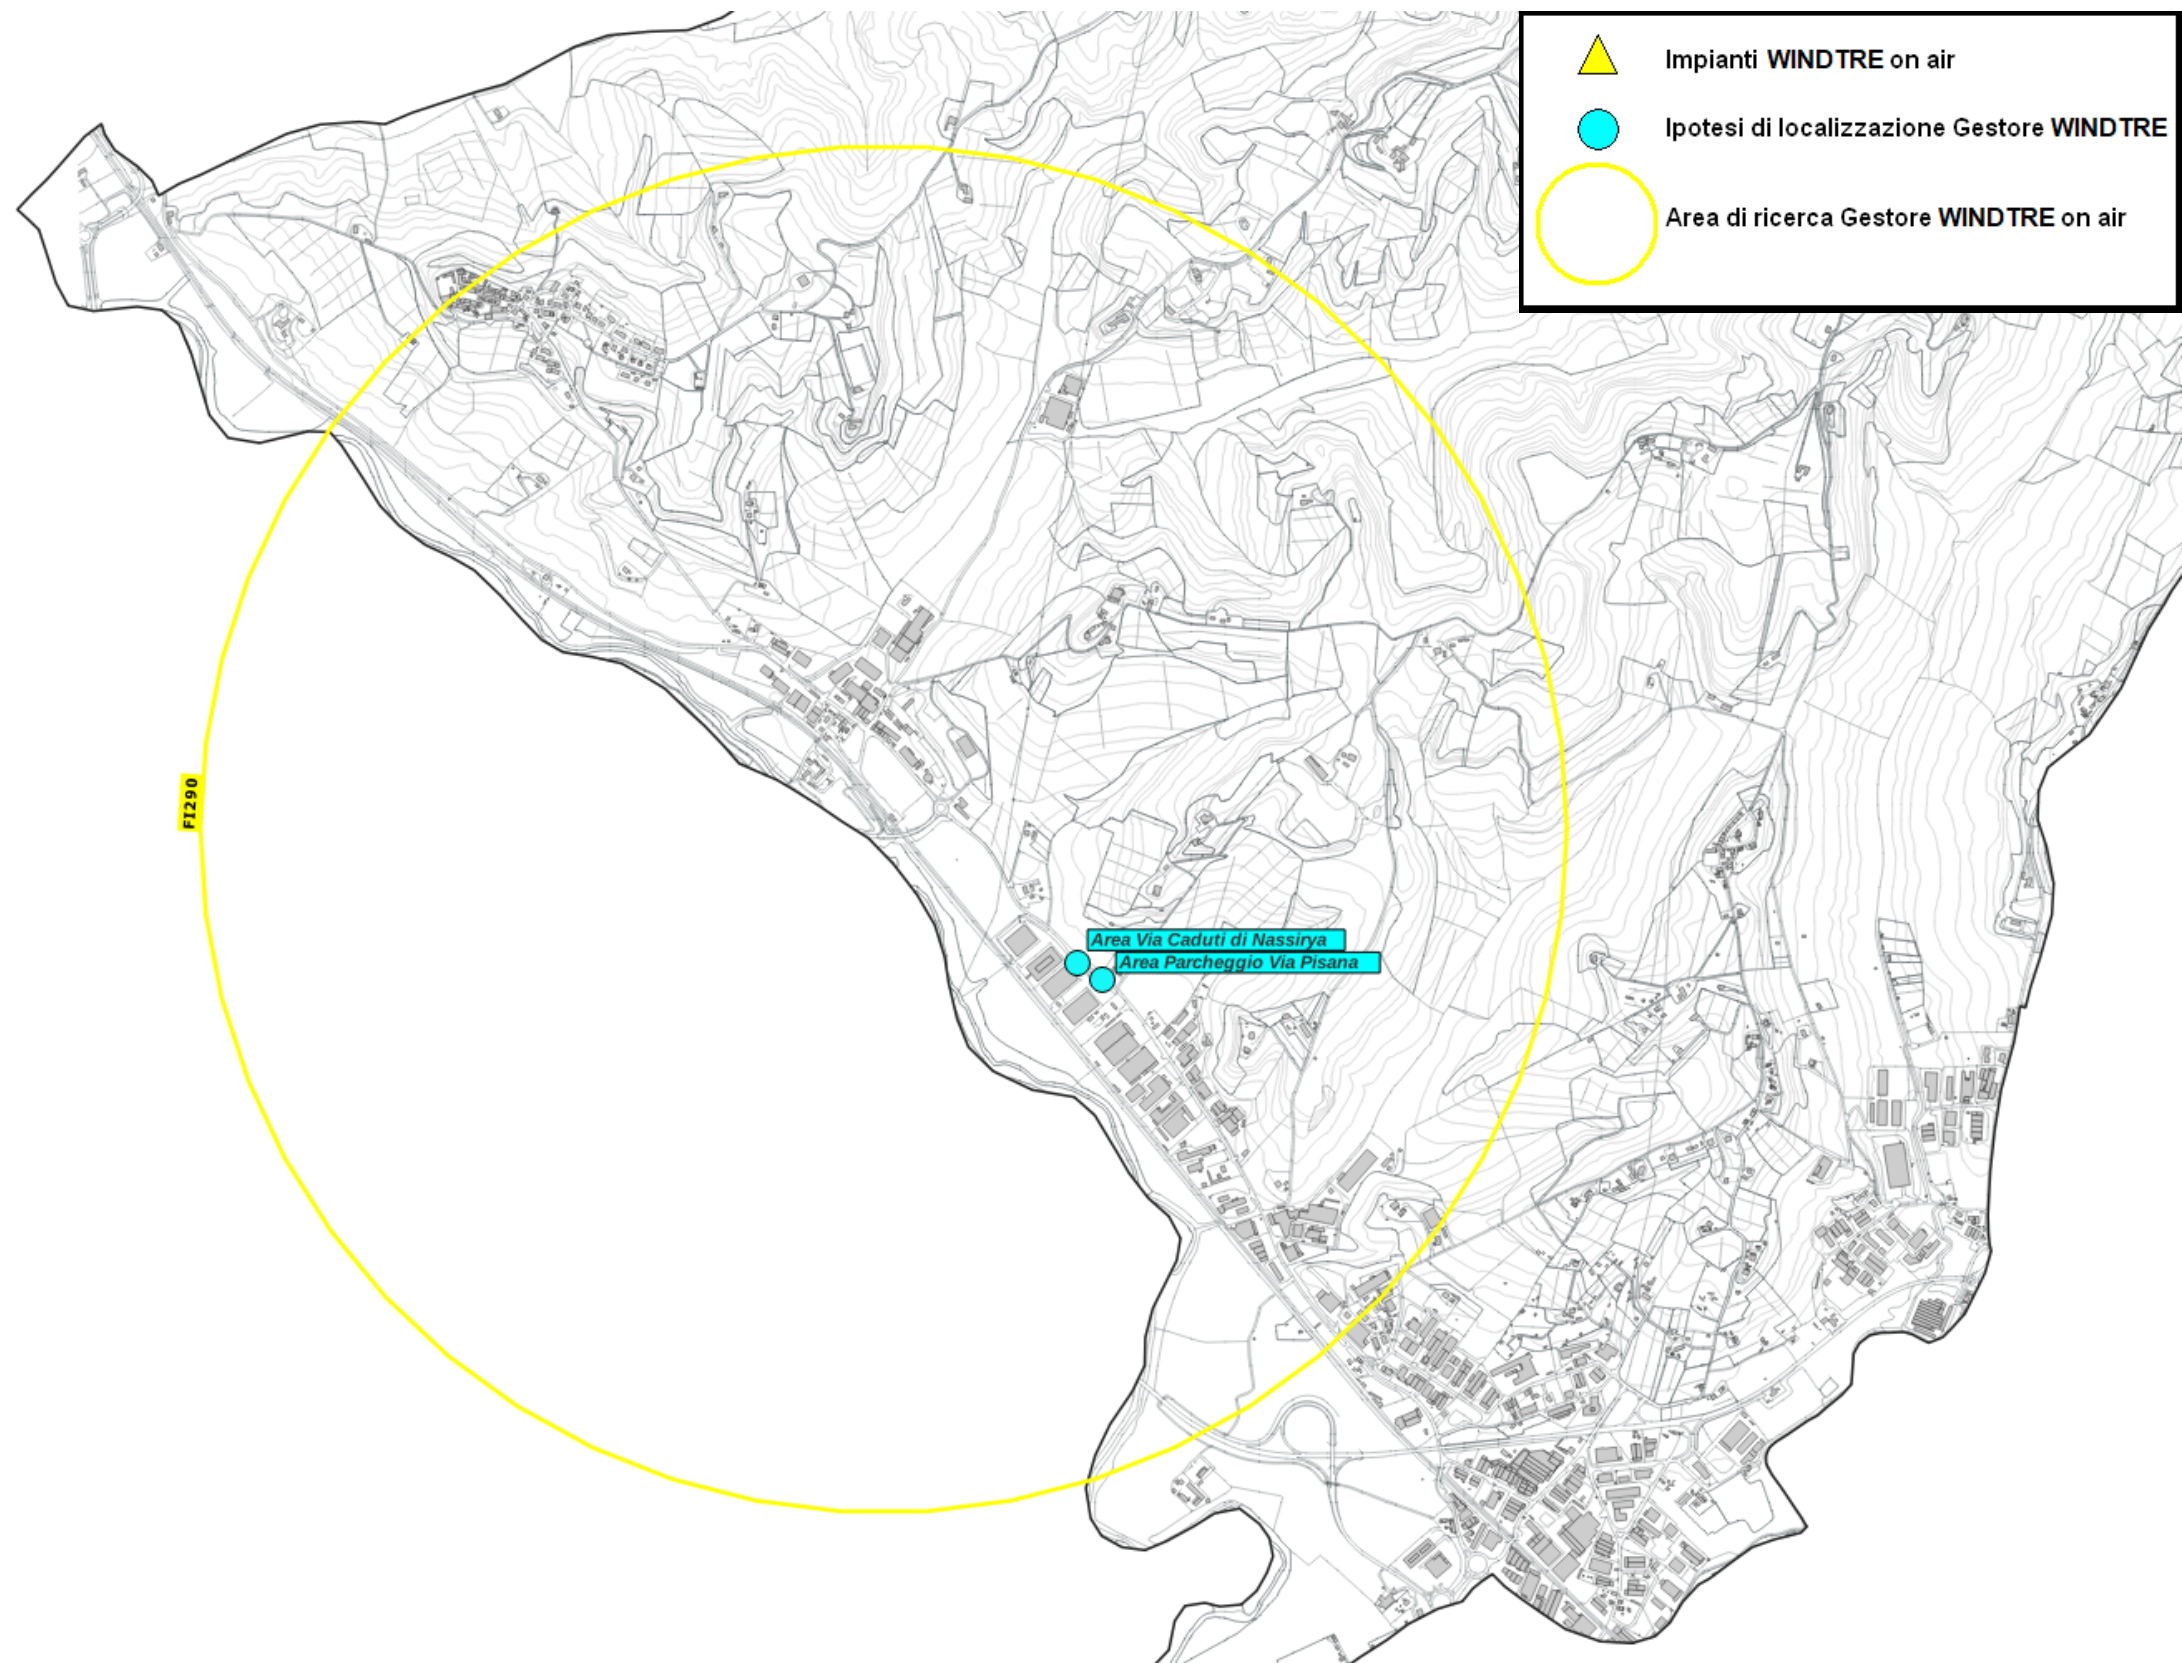 Impianti WINDTRE on air
Ipotesi di localizzazione Gestore WINDTRE
Area di ricerca Gestore WINDTRE on air
FI290
Area Via Caduti di Nassirya
Area Parcheggio Via Pisana